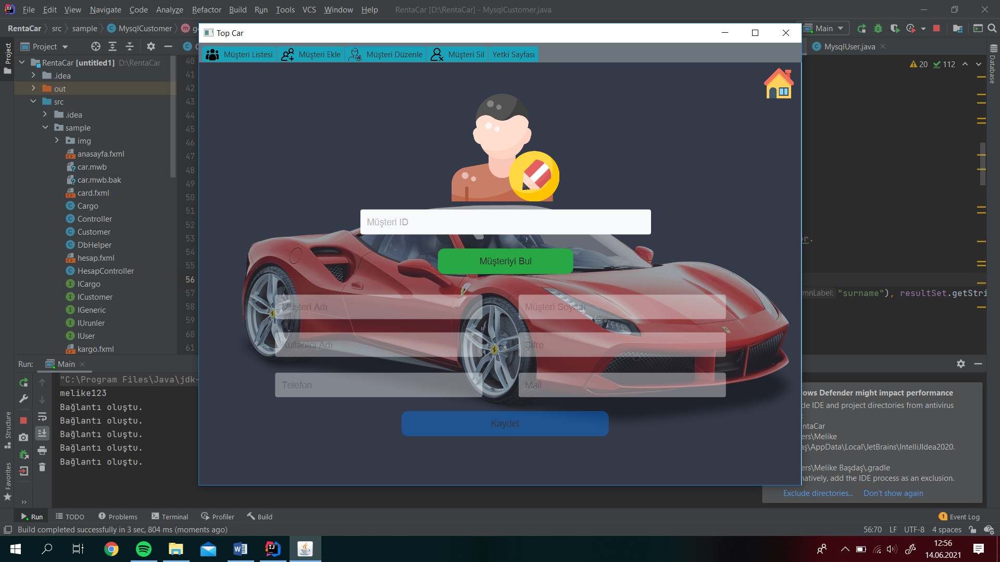 File Edit View Navigate Code Analyze Refactor Build Run Tools VCS Window Help RentaCar [D:\RentaCar] - MysqlCustomer.java
RentaCar src sample MysqlCustomer
Main
Top Car
Project
Müşteri Listesi Müşteri Ekle Müşteri Düzenle Müşteri Sil Yetki Sayfası
MysqlUser.java
Project
Database
20 112
RentaCar [untitled1] D:\RentaCar
.idea
out
src
.idea
sample
img
anasayfa.fxml
car.mwb
car.mwb.bak
card.fxml
Cargo
Controller
Customer
DbHelper
hesap.fxml
HesapController
ICargo
ICustomer
IGeneric
IUrunler
IUser
kargo.fxml
40
41
42
43
44
45
46
47
48
49
50
51
52
53
54
55
56
57
58
59
60
61
Müşteri ID
Müşteriyi Bul
Müşteri Adı
Müşteri Soyadı
Kullanıcı Adı
Şifre
Telefon
Mail
Kaydet
or.
mnLabel: "surname"), resultSet.getStri
Run: Main
"C:\Program Files\Java\jdk-
melike123
Bağlantı oluştu.
Bağlantı oluştu.
Bağlantı oluştu.
Bağlantı oluştu.
Bağlantı oluştu.
Structure
Favorites
ows Defender might impact performance
de IDE and project directories from antivirus
:
entaCar
ers\Melike
aş\AppData\Local\JetBrains\IntelliJIdea2020.
ers\Melike Başdaş\.gradle
natively, add the IDE process as an exclusion.
Exclude directories... Don't show again
Run TODO Problems Terminal Profiler Build
1 Event Log
Build completed successfully in 3 sec, 804 ms (moments ago)
56:70 LF UTF-8 4 spaces
12:56
14.06.2021